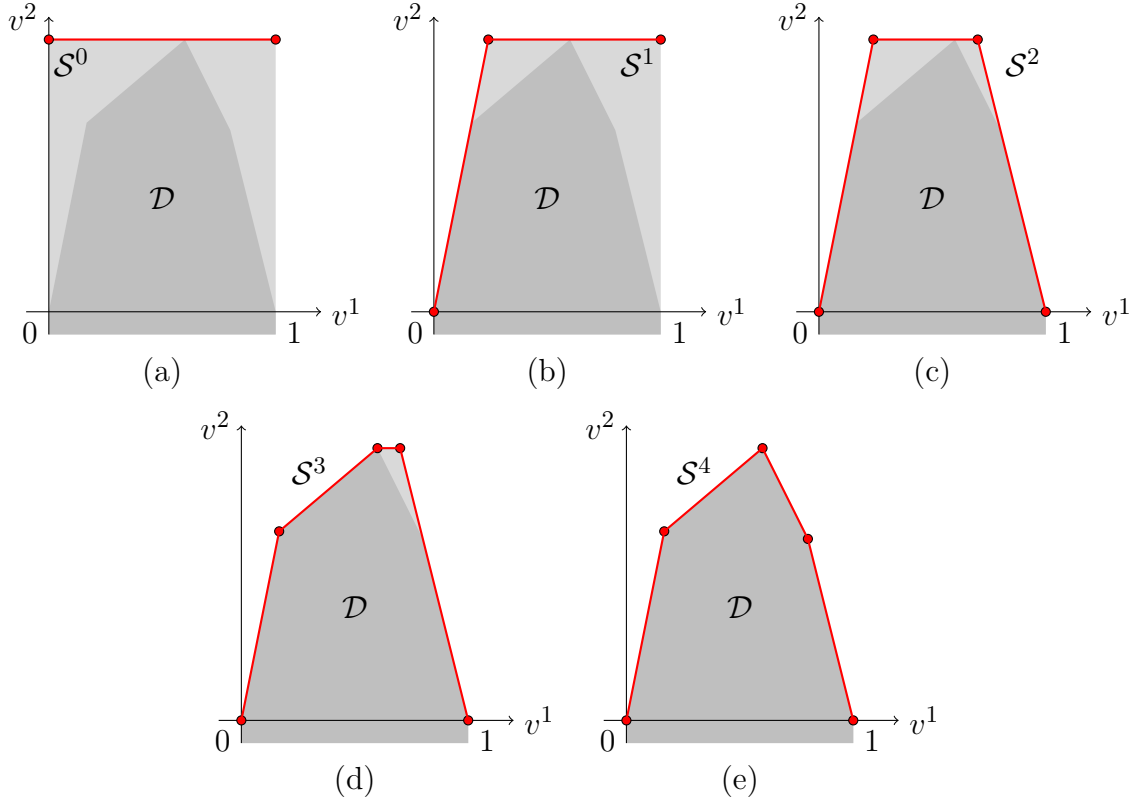 v²
S⁰
D
0 1 v¹
(a)
v²
S¹
D
0 1 v¹
(b)
v²
S²
D
0 1 v¹
(c)
v²
S³
D
0 1 v¹
(d)
v²
S⁴
D
0 1 v¹
(e)